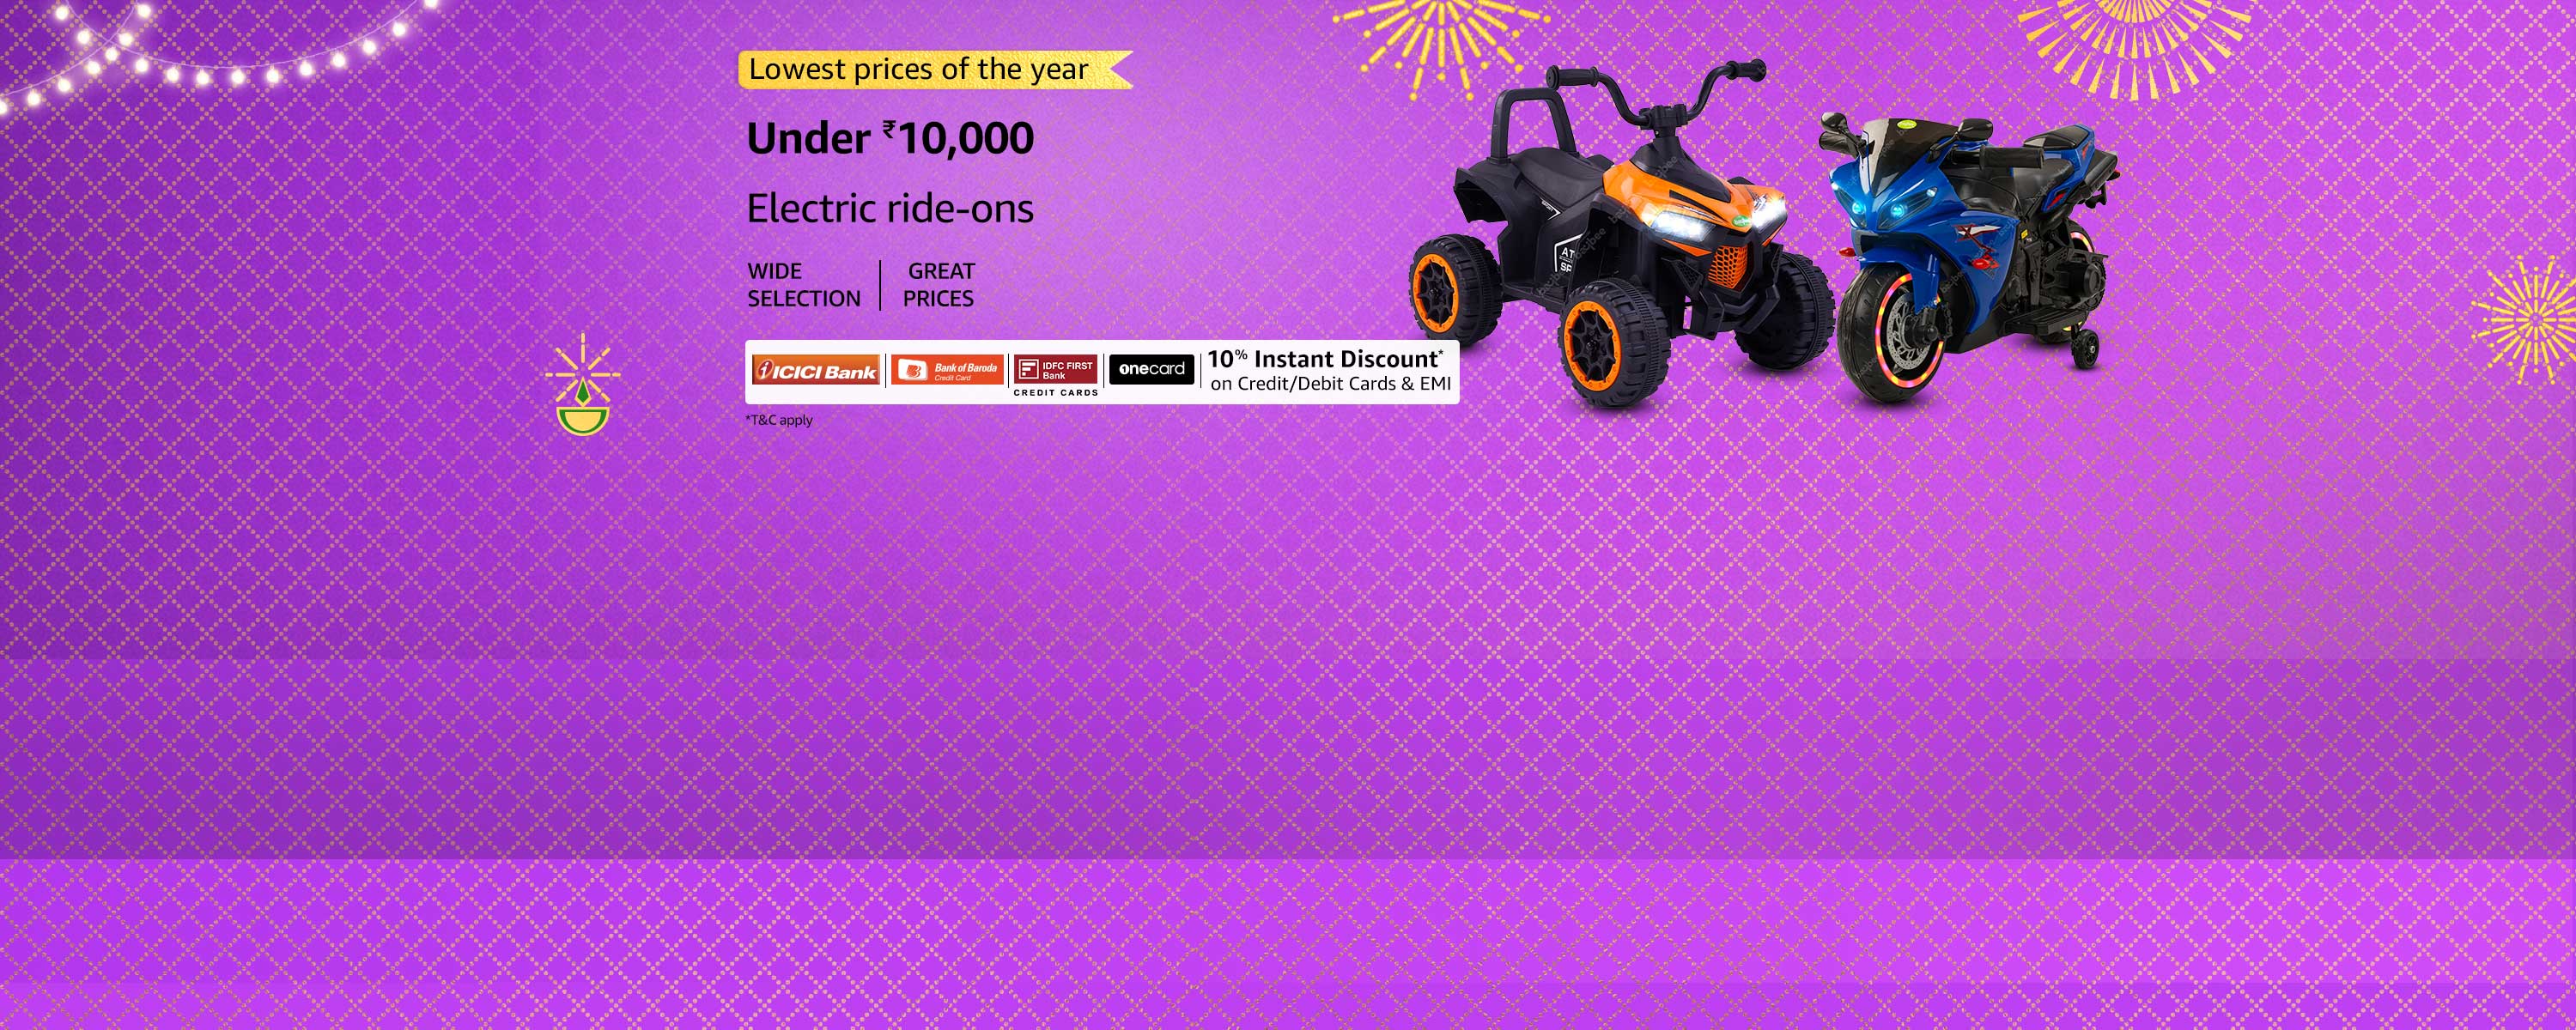 Lowest prices of the year
Under ₹10,000
Electric ride-ons
WIDE
SELECTION
GREAT
PRICES
ICICI Bank
Bank of Baroda
Credit Card
IDFC FIRST
Bank
CREDIT CARDS
onecard
10% Instant Discount*
on Credit/Debit Cards & EMI
*T&C apply